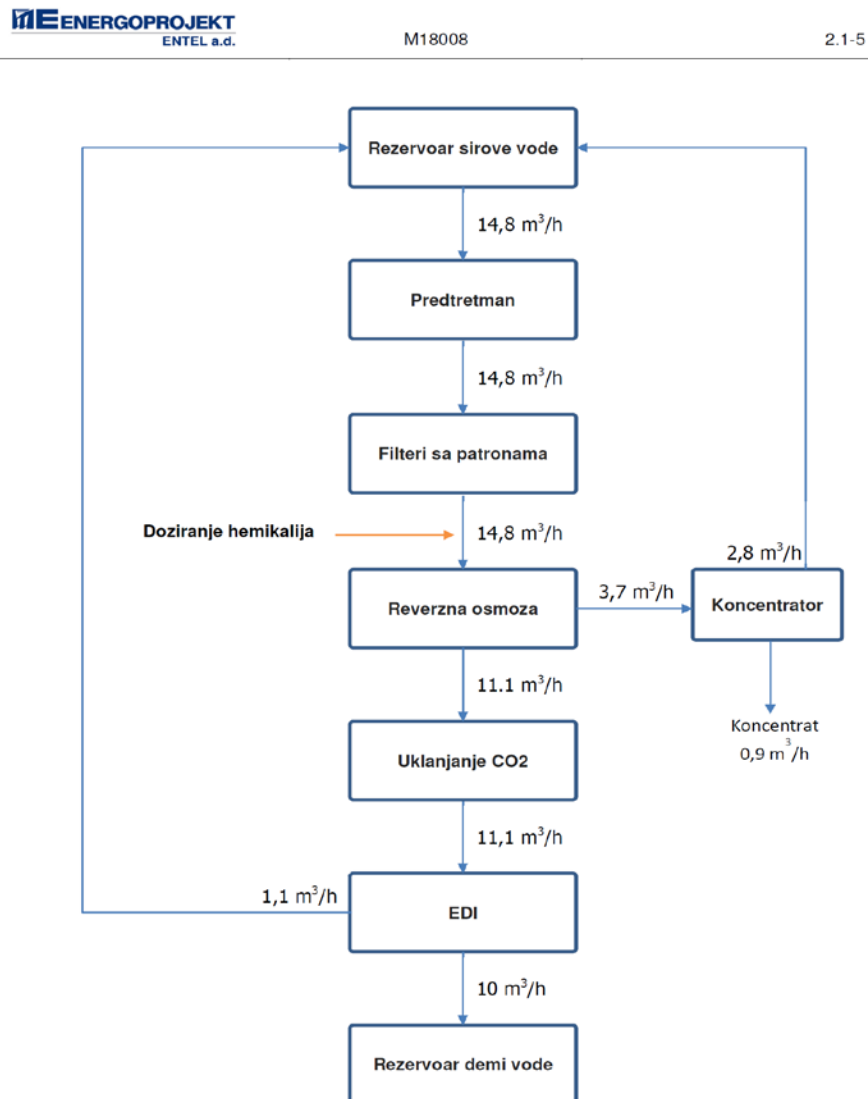 ENERGOPROJEKT
ENTEL a.d.
M18008
2.1-5
Rezervoar sirove vode
14,8 m³/h
Predtretman
14,8 m³/h
Filteri sa patronama
Doziranje hemikalija
14,8 m³/h
2,8 m³/h
Reverzna osmoza
3,7 m³/h
Koncentrator
11.1 m³/h
Koncentrat
0,9 m³/h
Uklanjanje CO2
11,1 m³/h
1,1 m³/h
EDI
10 m³/h
Rezervoar demi vode